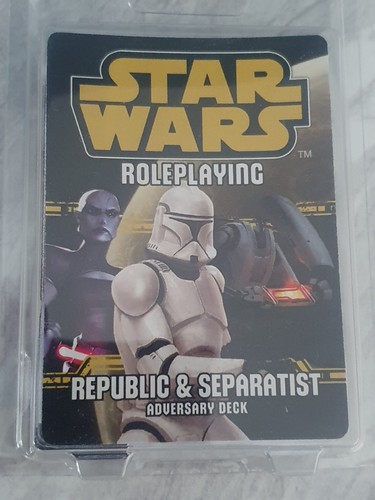 STAR
WARS
TM
ROLEPLAYING
REPUBLIC & SEPARATIST
ADVERSARY DECK